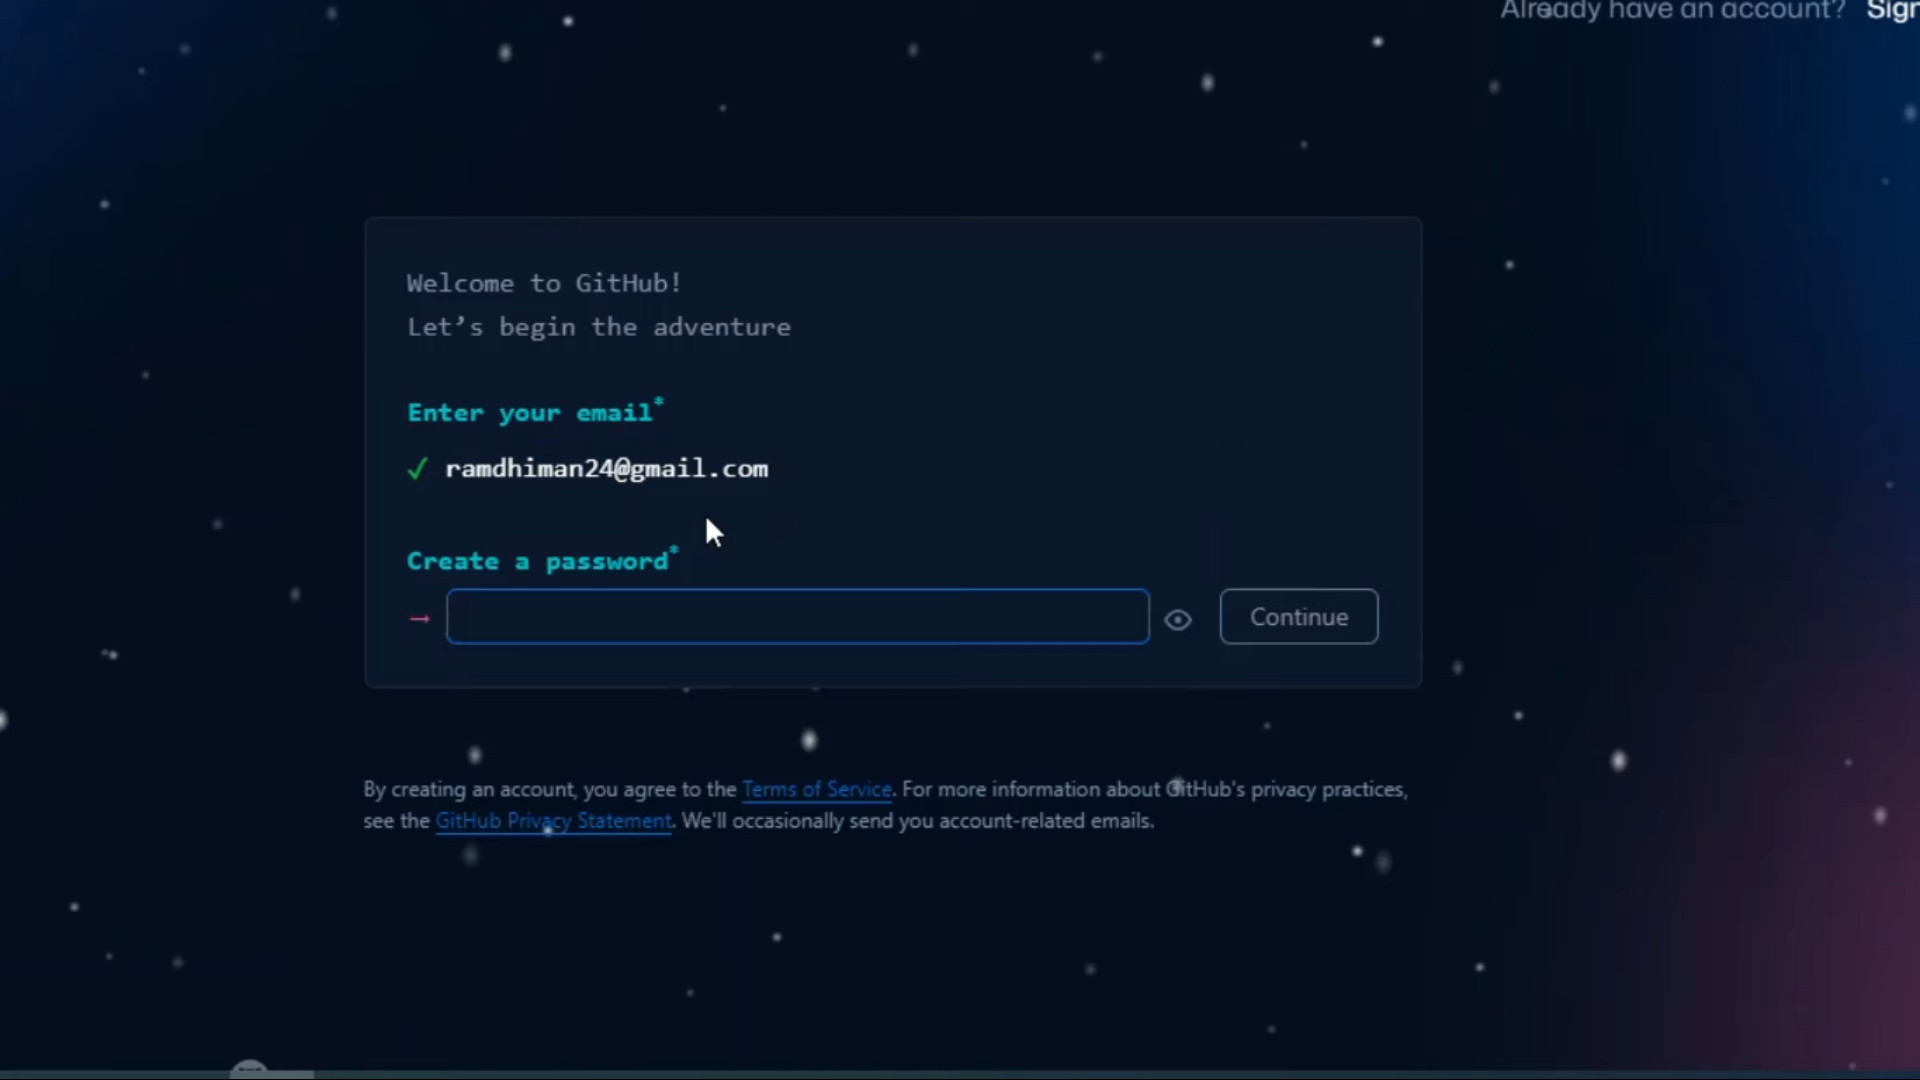 Already have an account? Sign
Welcome to GitHub!
Let’s begin the adventure
Enter your email*
✓ ramdhiman24@gmail.com
Create a password*
→
Continue
By creating an account, you agree to the Terms of Service. For more information about GitHub's privacy practices,
see the GitHub Privacy Statement. We'll occasionally send you account-related emails.